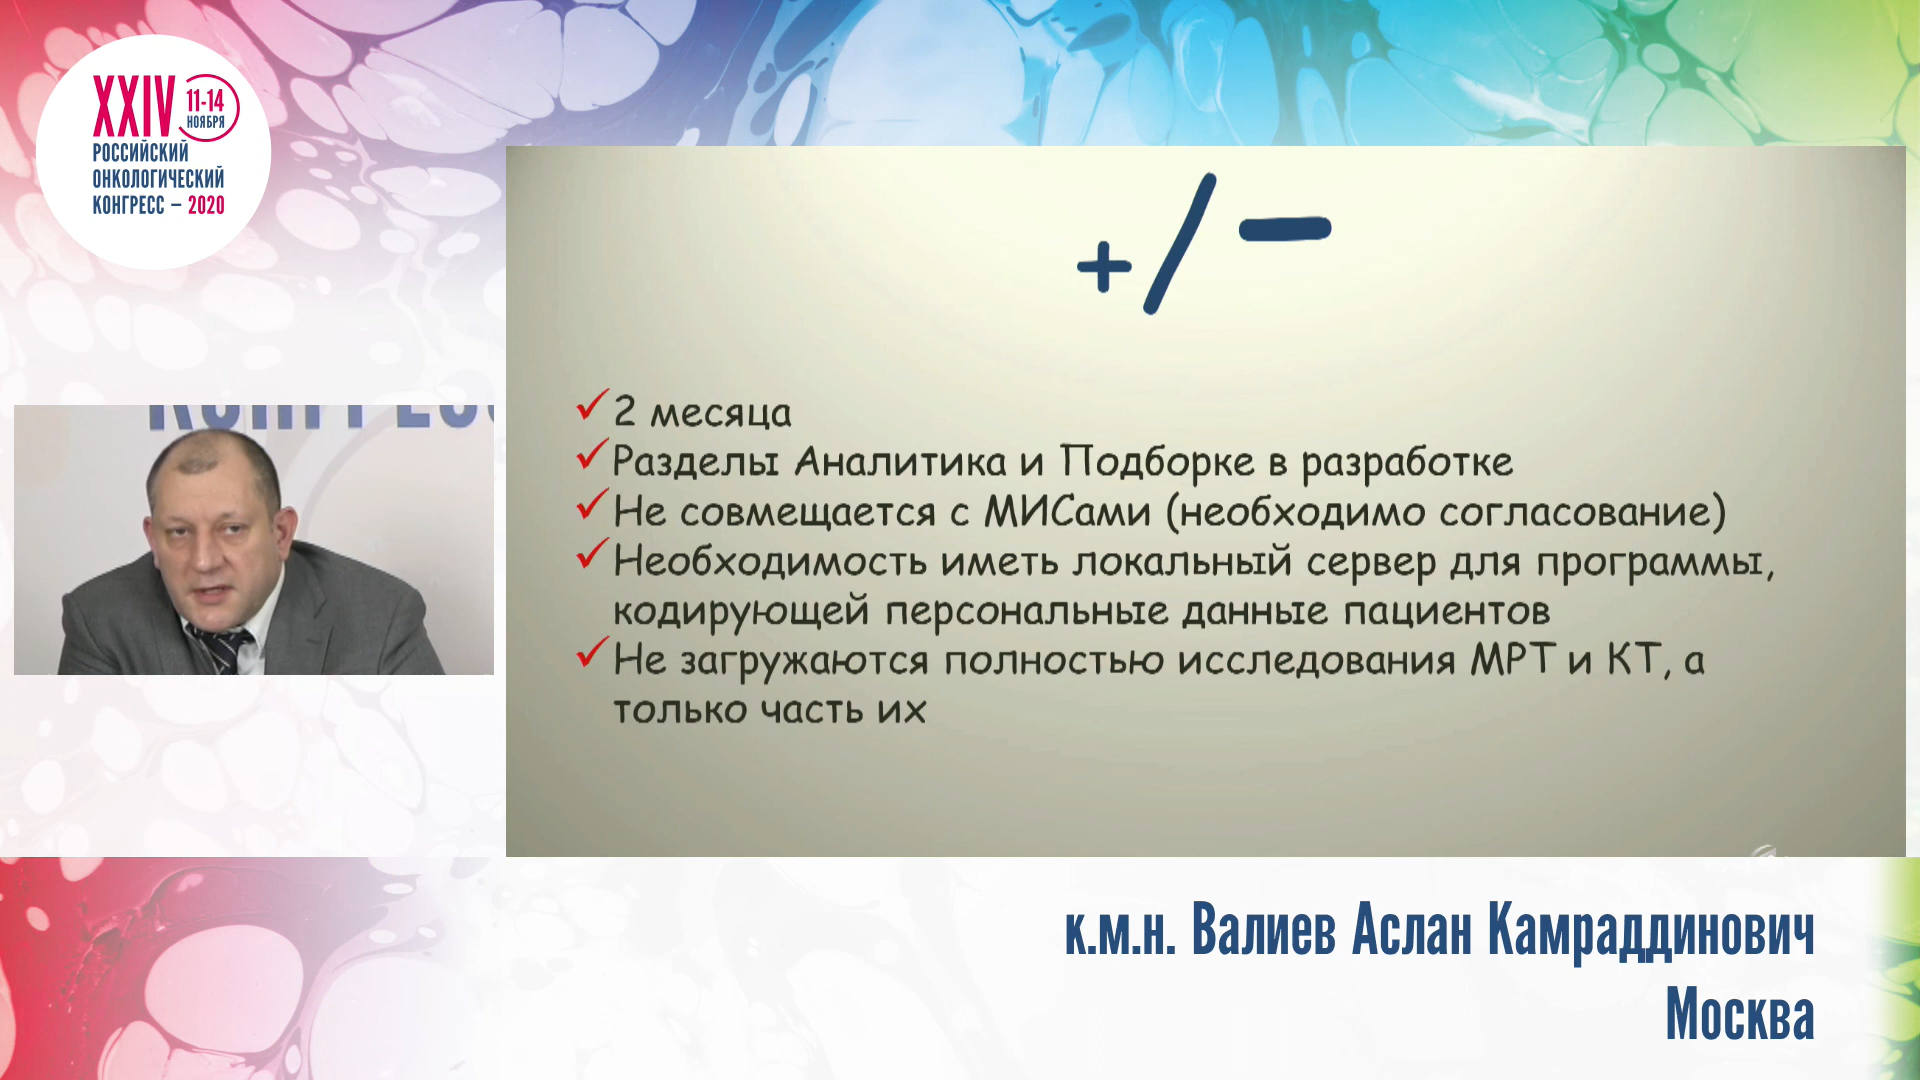 XXIV
11-14
НОЯБРЯ
РОССИЙСКИЙ
ОНКОЛОГИЧЕСКИЙ
КОНГРЕСС – 2020
+/-
2 месяца
Разделы Аналитика и Подборке в разработке
Не совмещается с МИСами (необходимо согласование)
Необходимость иметь локальный сервер для программы,
кодирующей персональные данные пациентов
Не загружаются полностью исследования МРТ и КТ, а
только часть их
к.м.н. Валиев Аслан Камраддинович
Москва